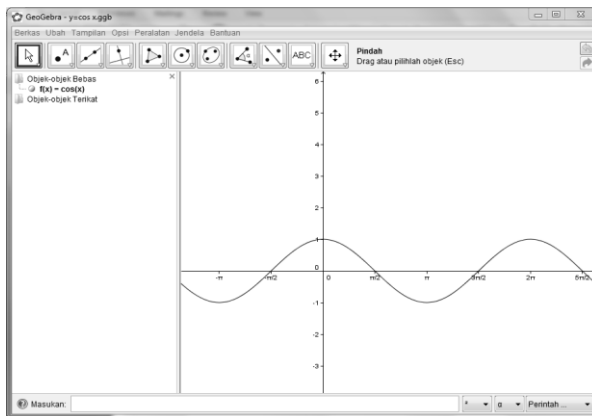 GeoGebra - y=cos x.ggb
Berkas Ubah Tampilan Opsi Peralatan Jendela Bantuan
A
ABC
Pindah
Drag atau pilihlah objek (Esc)
Objek-objek Bebas
f(x) = cos(x)
Objek-objek Terikat
6
5
4
3
2
1
0
-π -π/2 0 π/2 π 3π/2 2π 5π/2
-1
-2
-3
Masukan:
α
Perintah ...